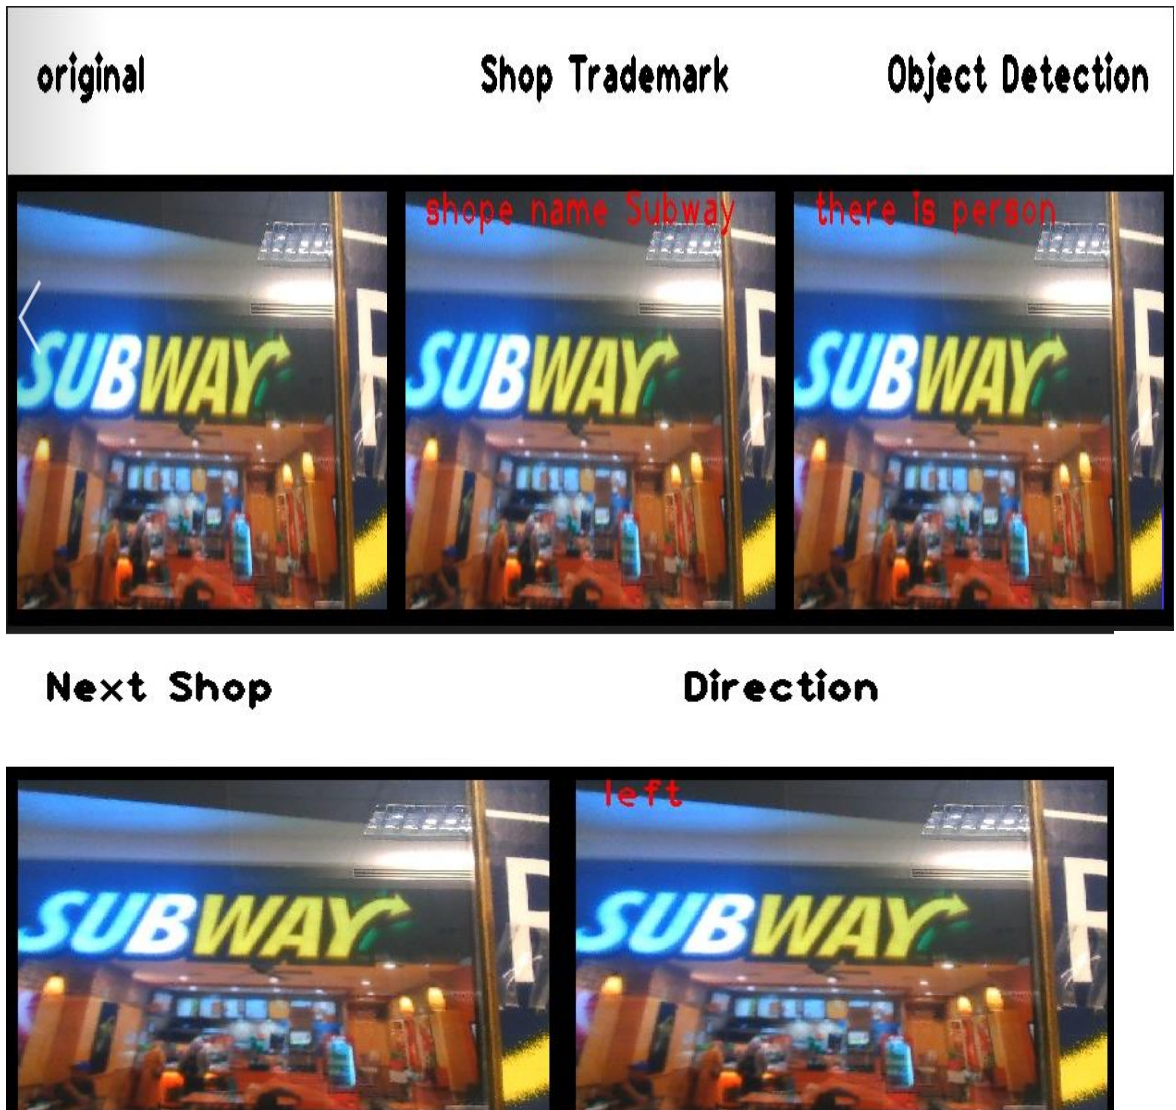 original Shop Trademark Object Detection
shope name Subway there is person
SUBWAY SUBWAY SUBWAY
Next Shop Direction
left
SUBWAY SUBWAY